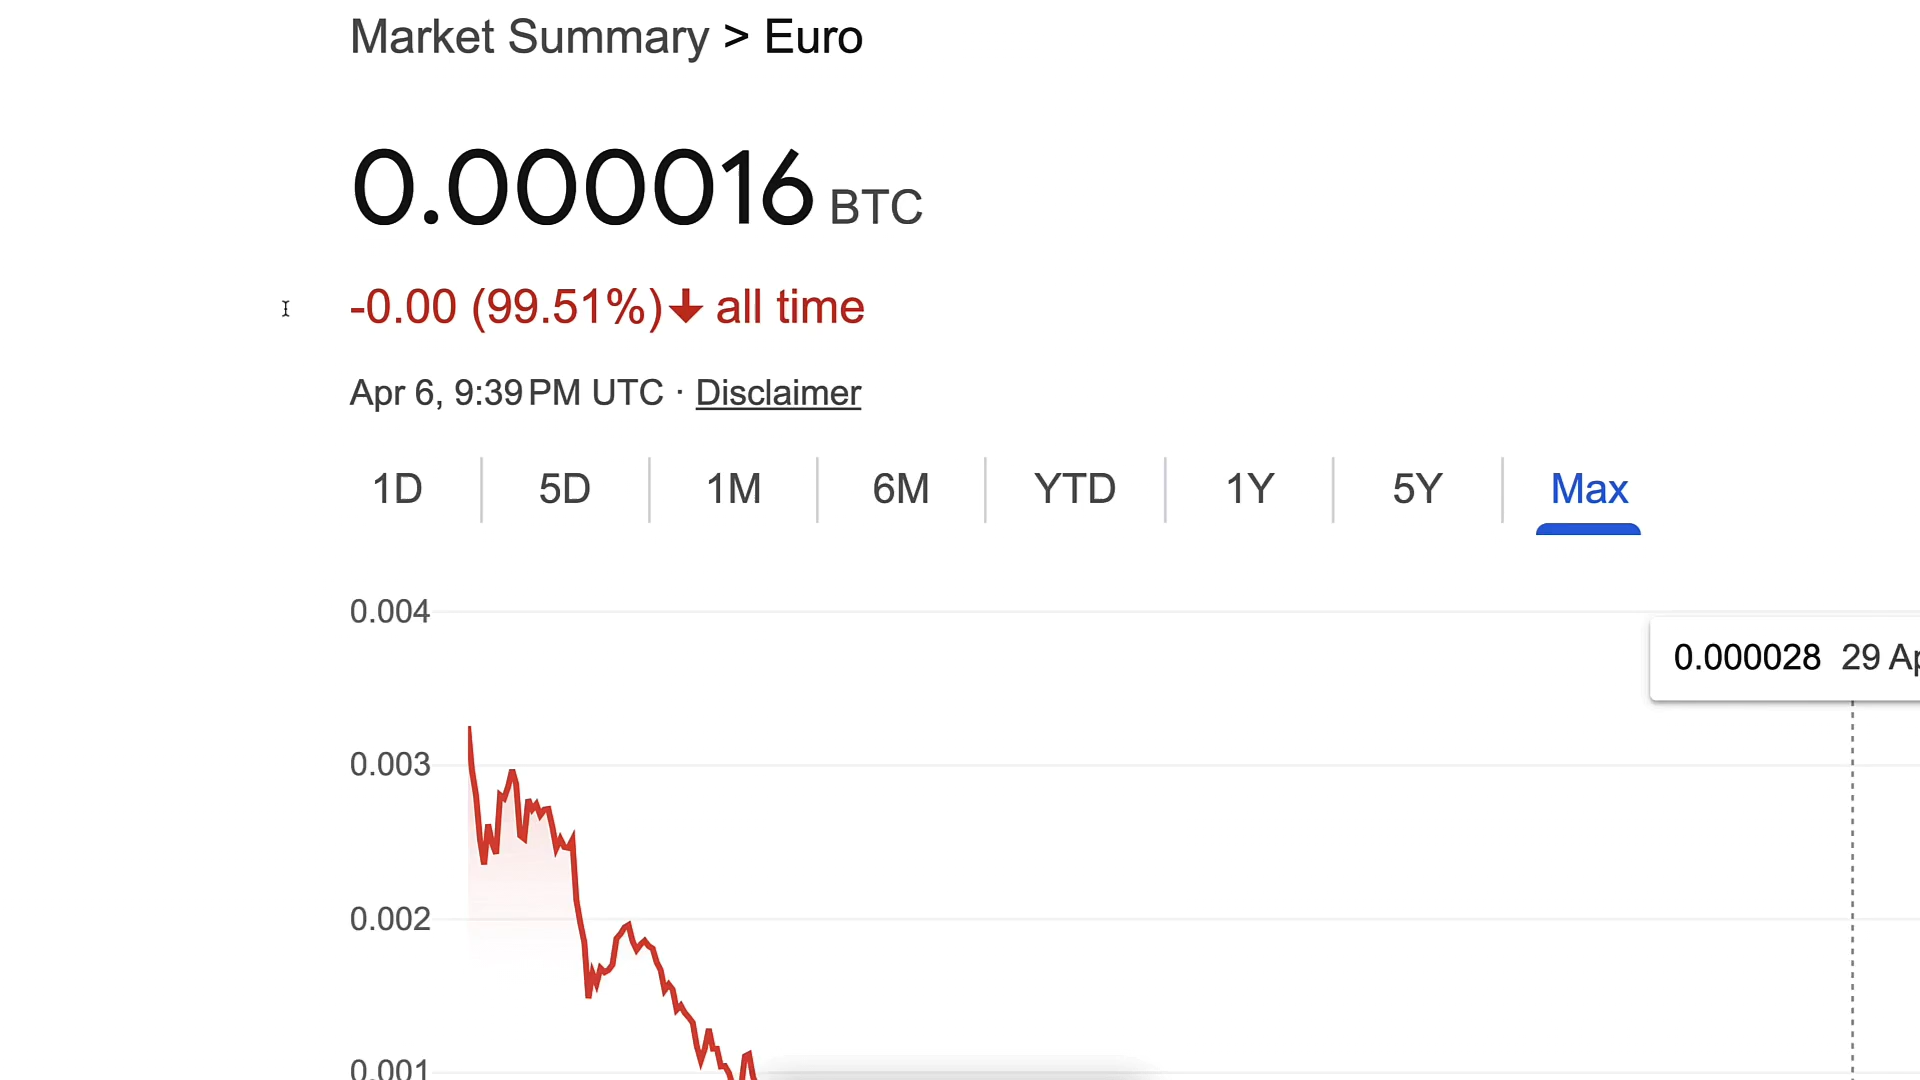 Market Summary > Euro
0.000016 BTC
-0.00 (99.51%) all time
Apr 6, 9:39 PM UTC · Disclaimer
1D 5D 1M 6M YTD 1Y 5Y Max
0.004
0.000028 29
0.003
0.002
0.001